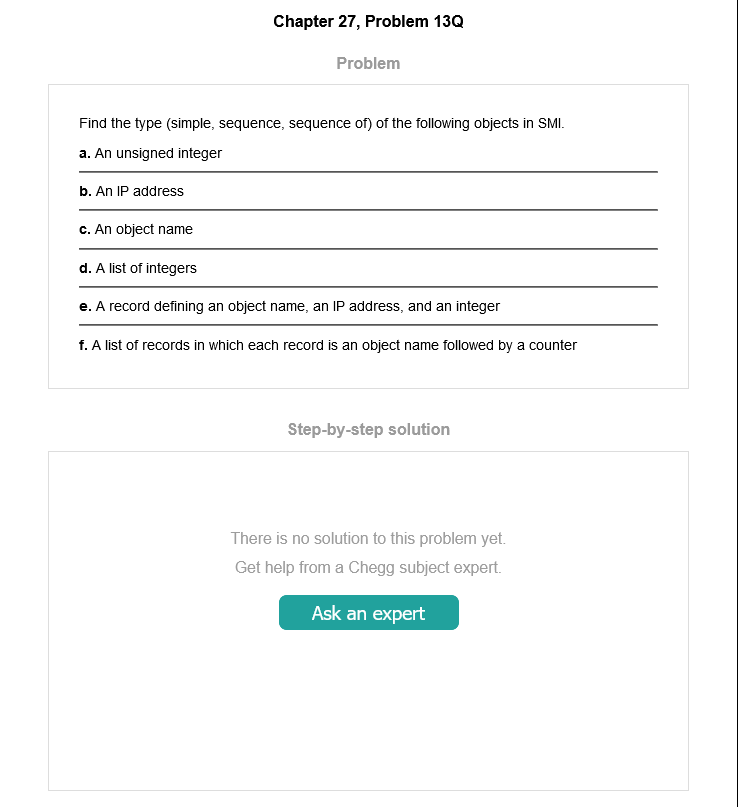 Chapter 27, Problem 13Q
Problem
Find the type (simple, sequence, sequence of) of the following objects in SMI.
a. An unsigned integer
b. An IP address
c. An object name
d. A list of integers
e. A record defining an object name, an IP address, and an integer
f. A list of records in which each record is an object name followed by a counter
Step-by-step solution
There is no solution to this problem yet.
Get help from a Chegg subject expert.
Ask an expert